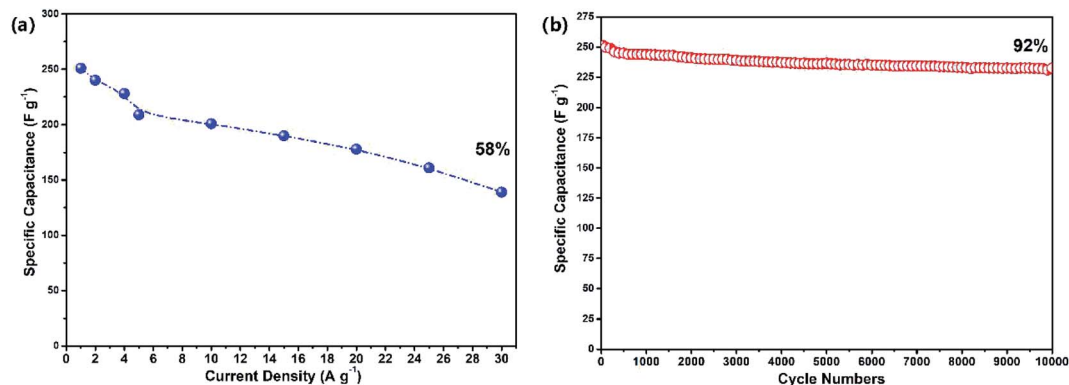 (a)
300
250
200
150
100
50
0
Specific Capacitance (F g⁻¹)
58%
0 2 4 6 8 10 12 14 16 18 20 22 24 26 28 30
Current Density (A g⁻¹)
(b)
275
250
225
200
175
150
125
100
75
50
25
0
Specific Capacitance (F g⁻¹)
92%
0 1000 2000 3000 4000 5000 6000 7000 8000 9000 10000
Cycle Numbers